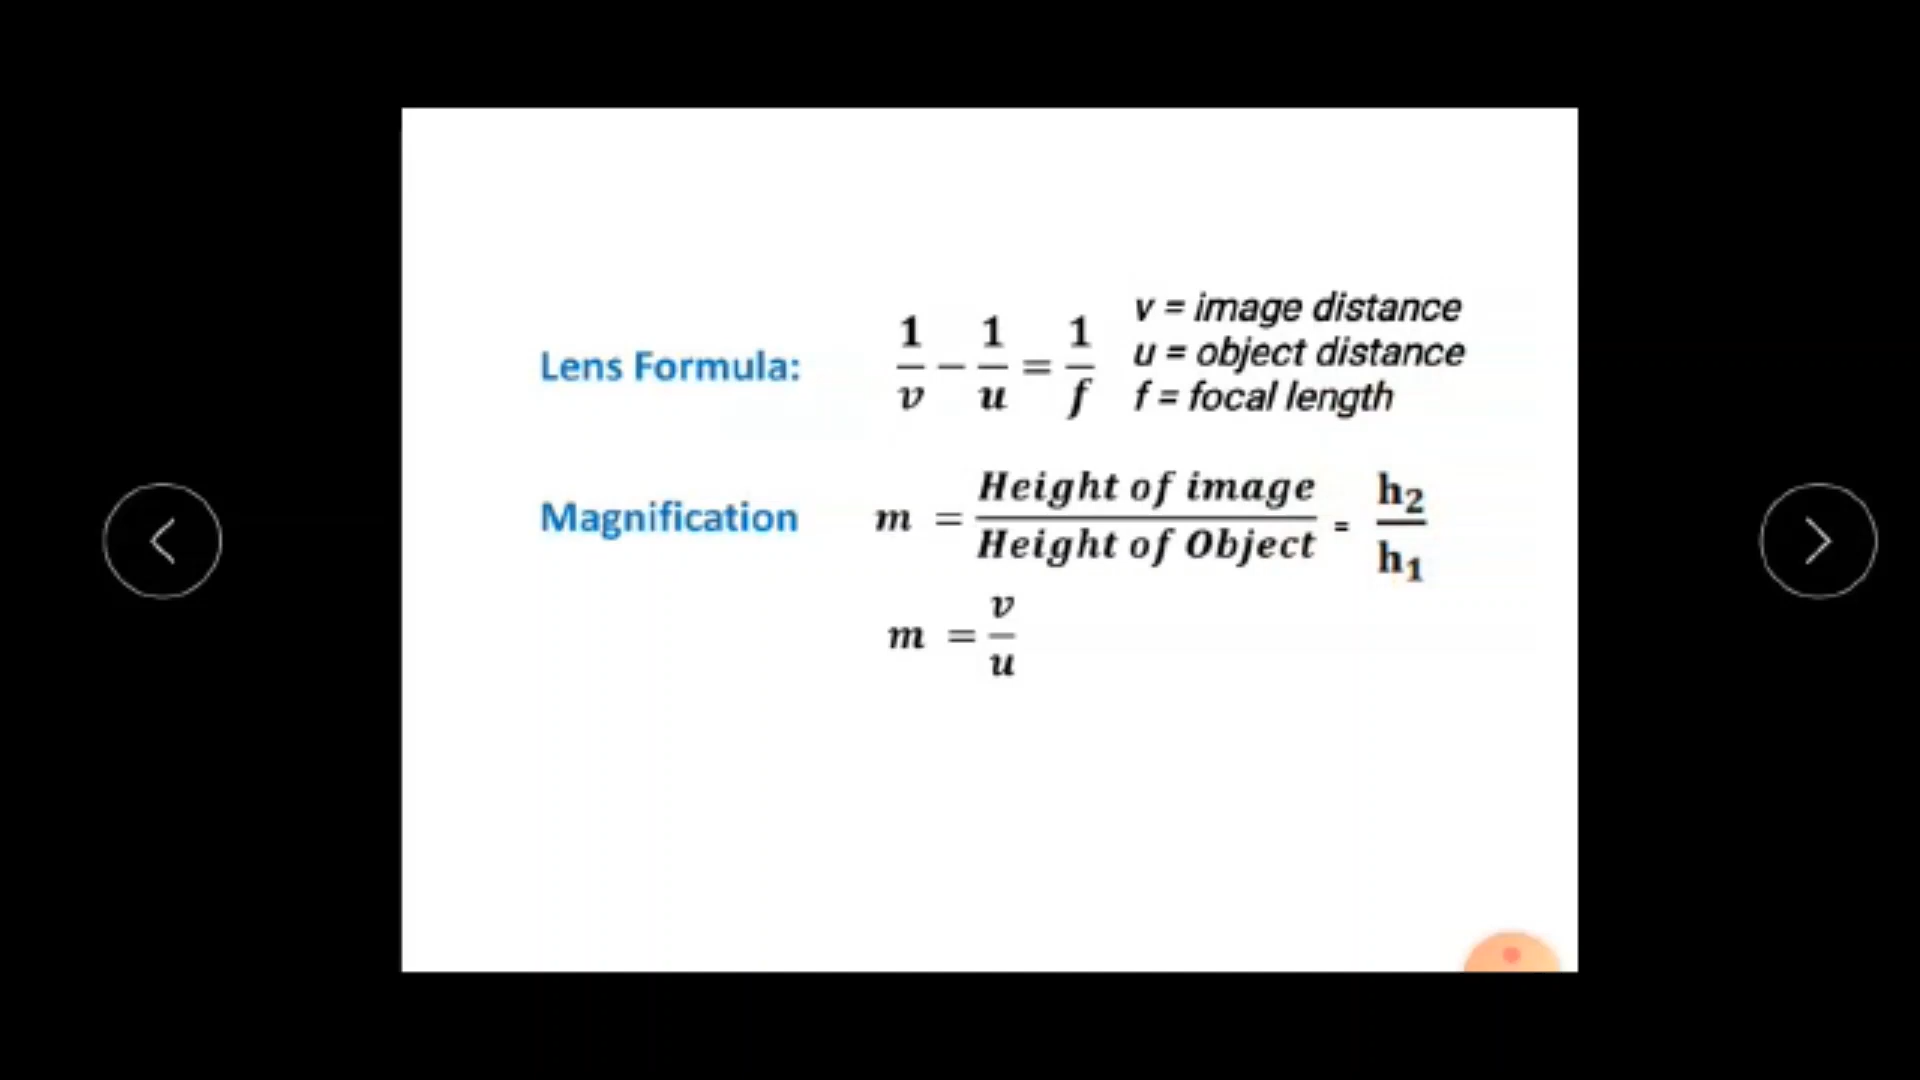 Lens Formula: 1/v − 1/u = 1/f
v = image distance
u = object distance
f = focal length
Magnification m = Height of image/Height of Object = h₂/h₁
m = v/u